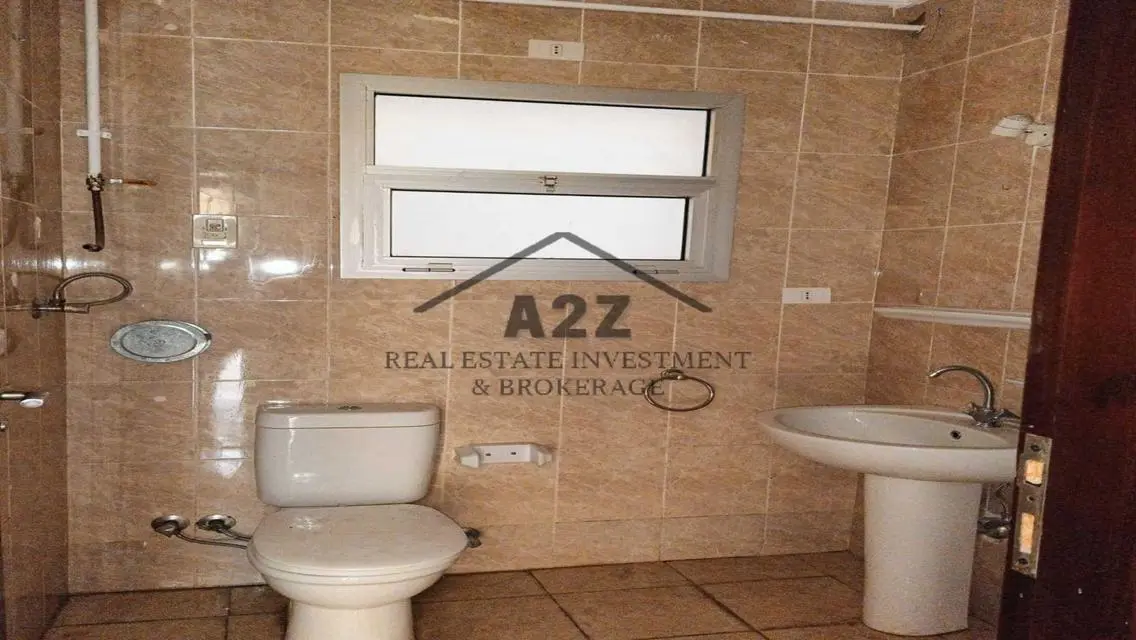 A2Z
REAL ESTATE INVESTMENT
& BROKERAGE